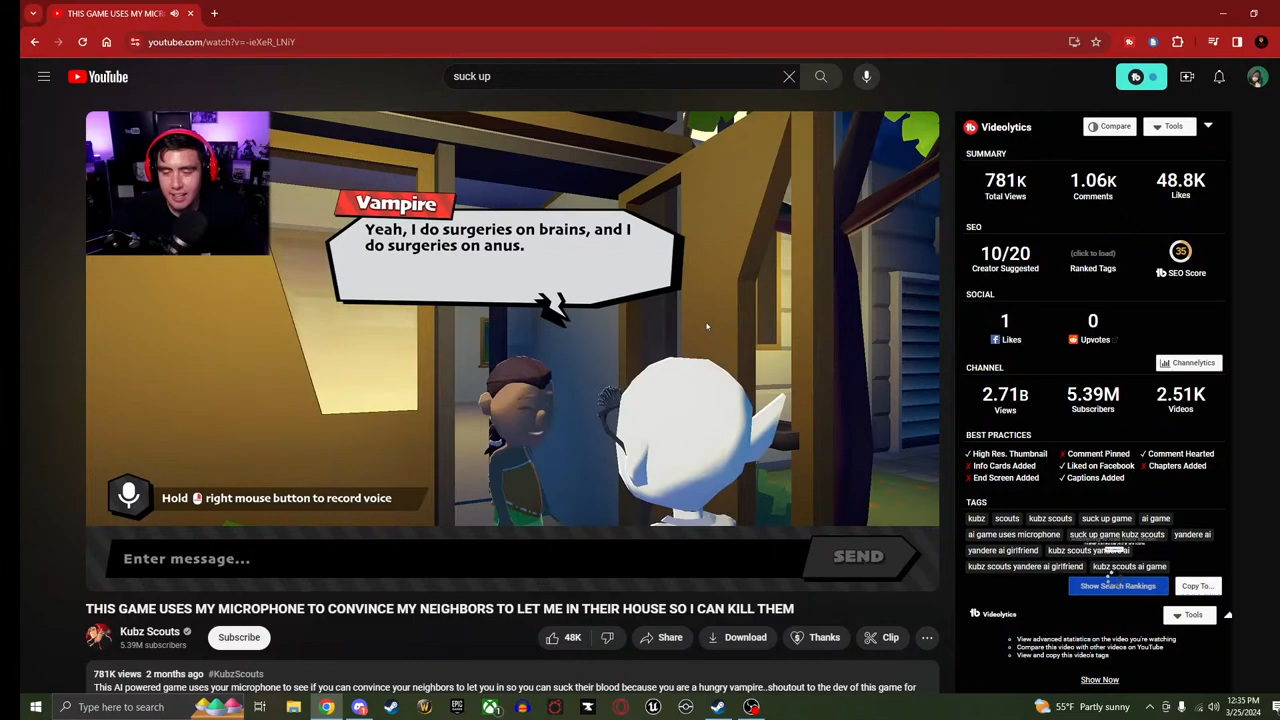 THIS GAME USES MY MICR
youtube.com/watch?v=-ieXeR_LNiY
YouTube
suck up
Vampire
Yeah, I do surgeries on brains, and I
do surgeries on anus.
Hold right mouse button to record voice
Enter message...
SEND
THIS GAME USES MY MICROPHONE TO CONVINCE MY NEIGHBORS TO LET ME IN THEIR HOUSE SO I CAN KILL THEM
Kubz Scouts
5.39M subscribers
Subscribe
48K
Share
Download
Thanks
Clip
781K views 2 months ago #KubzScouts
This AI powered game uses your microphone to see if you can convince your neighbors to let you in so you can suck their blood because you are a hungry vampire..shoutout to the dev of this game for
Videolytics
Compare
Tools
SUMMARY
781K 1.06K 48.8K
Total Views Comments Likes
SEO
10/20 (click to load) 35
Creator Suggested Ranked Tags tb SEO Score
SOCIAL
1 0
Likes Upvotes
CHANNEL
Channelytics
2.71B 5.39M 2.51K
Views Subscribers Videos
BEST PRACTICES
✓ High Res. Thumbnail ✗ Comment Pinned ✓ Comment Hearted
✗ Info Cards Added ✓ Liked on Facebook ✗ Chapters Added
✗ End Screen Added ✓ Captions Added
TAGS
kubz scouts kubz scouts suck up game ai game
ai game uses microphone suck up game kubz scouts yandere ai
yandere ai girlfriend kubz scouts yandere ai
kubz scouts yandere ai girlfriend kubz scouts ai game
Show Search Rankings Copy To...
Videolytics Tools
View advanced statistics on the video you're watching
Compare this video with other videos on YouTube
View and copy this video's tags
Show Now
Type here to search
55°F Partly sunny
12:35 PM
3/25/2024